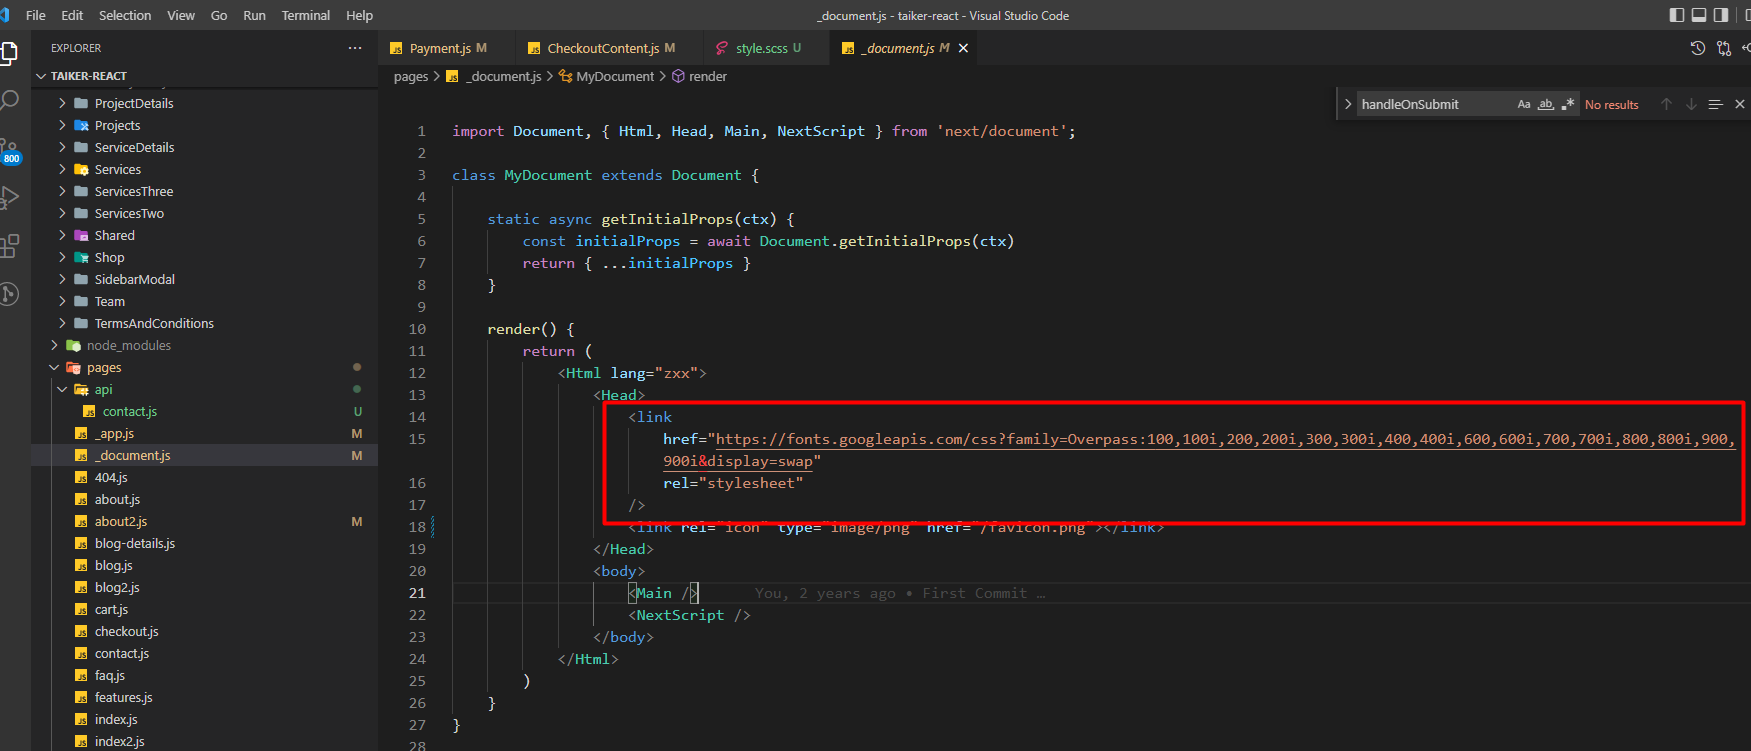 File Edit Selection View Go Run Terminal Help
_document.js - taiker-react - Visual Studio Code
EXPLORER
TAIKER-REACT
ProjectDetails
Projects
ServiceDetails
Services
ServicesThree
ServicesTwo
Shared
Shop
SidebarModal
Team
TermsAndConditions
node_modules
pages
api
contact.js U
_app.js M
_document.js M
404.js
about.js
about2.js M
blog-details.js
blog.js
blog2.js
cart.js
checkout.js
contact.js
faq.js
features.js
index.js
index2.js
800
Payment.js M CheckoutContent.js M style.scss U _document.js M
pages > _document.js > MyDocument > render
handleOnSubmit Aa ab .* No results
1 import Document, { Html, Head, Main, NextScript } from 'next/document';
2
3 class MyDocument extends Document {
4
5 static async getInitialProps(ctx) {
6 const initialProps = await Document.getInitialProps(ctx)
7 return { ...initialProps }
8 }
9
10 render() {
11 return (
12 <Html lang="zxx">
13 <Head>
14 <link
15 href="https://fonts.googleapis.com/css?family=Overpass:100,100i,200,200i,300,300i,400,400i,600,600i,700,700i,800,800i,900,
900i&display=swap"
16 rel="stylesheet"
17 />
18 <link rel="icon" type="image/png" href="/favicon.png"></link>
19 </Head>
20 <body>
21 <Main /> You, 2 years ago • First Commit …
22 <NextScript />
23 </body>
24 </Html>
25 )
26 }
27 }
28